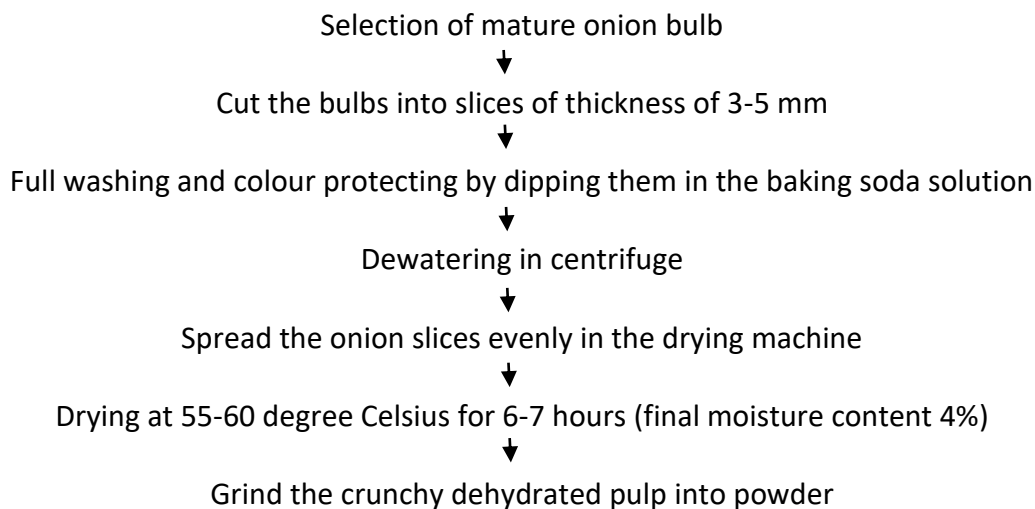 Selection of mature onion bulb
Cut the bulbs into slices of thickness of 3-5 mm
Full washing and colour protecting by dipping them in the baking soda solution
Dewatering in centrifuge
Spread the onion slices evenly in the drying machine
Drying at 55-60 degree Celsius for 6-7 hours (final moisture content 4%)
Grind the crunchy dehydrated pulp into powder